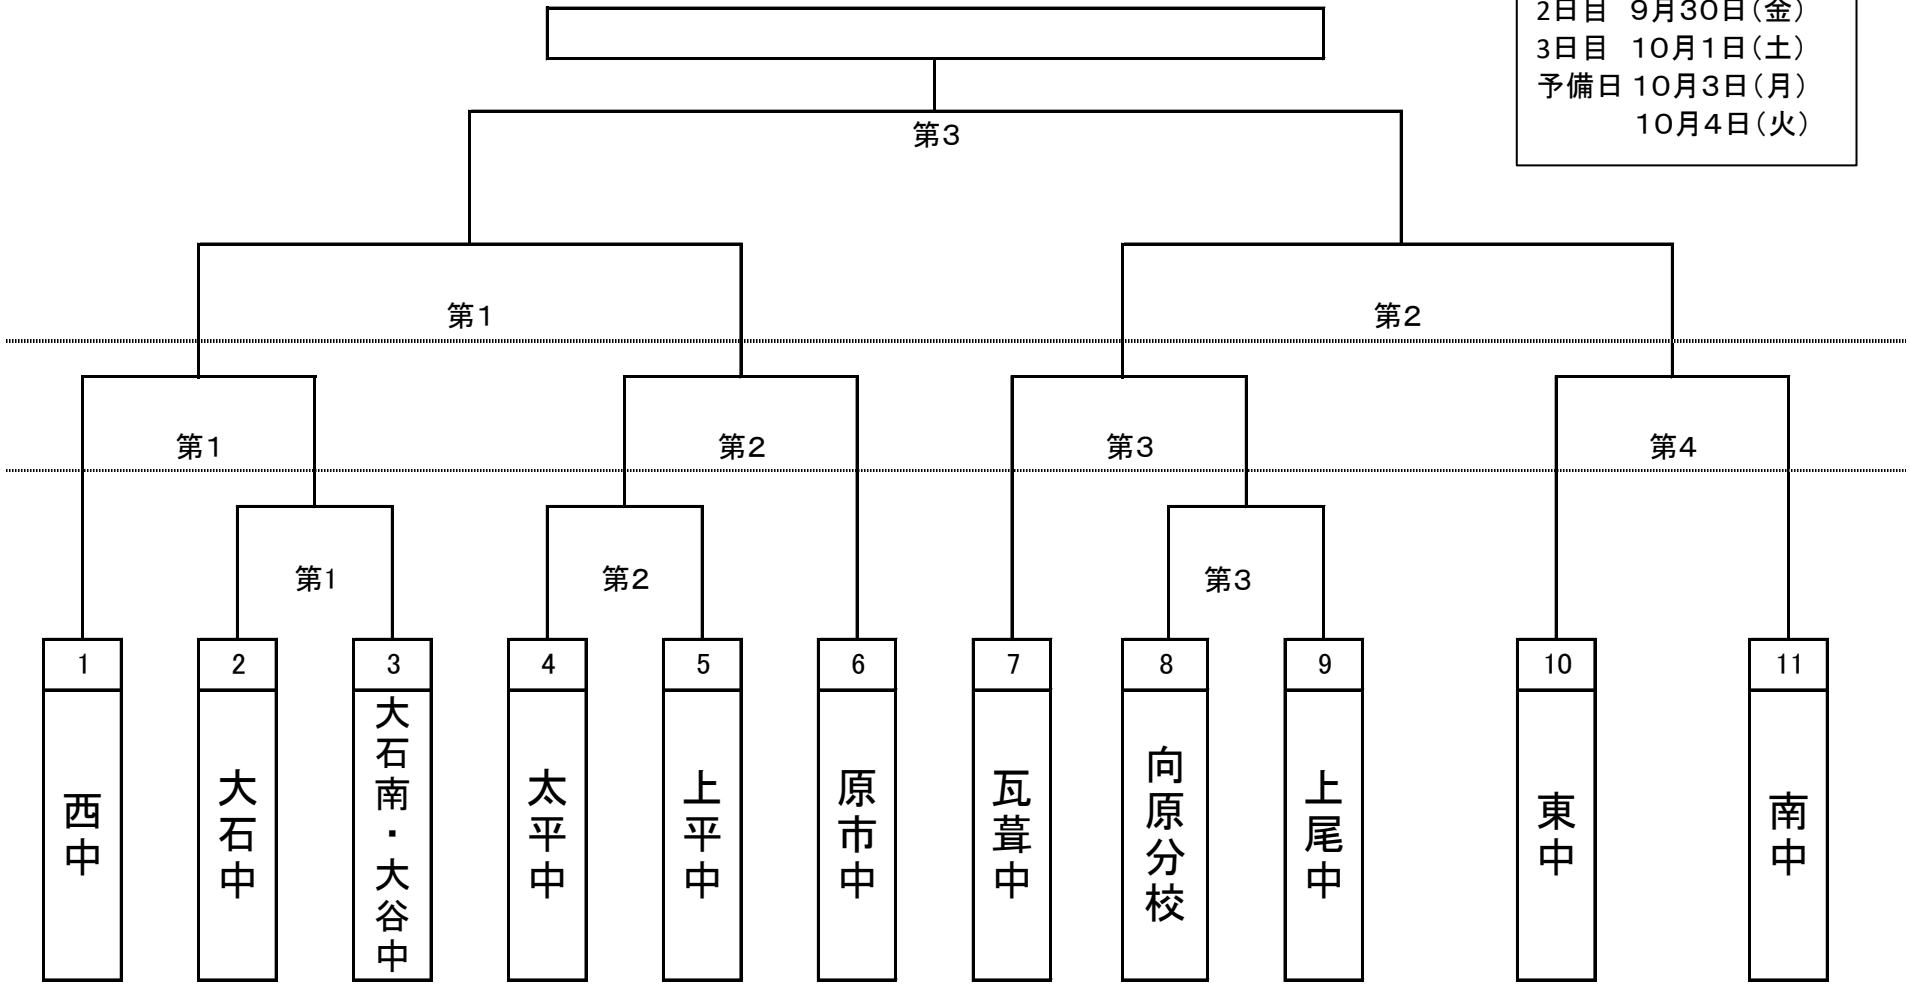 2日目 9月30日(金)
3日目 10月1日(土)
予備日 10月3日(月)
10月4日(火)
第3
第1
第2
第1
第2
第3
第4
第1
第2
第3
1
2
3
4
5
6
7
8
9
10
11
西中
大石中
大石南・大谷中
太平中
上平中
原市中
瓦葺中
向原分校
上尾中
東中
南中